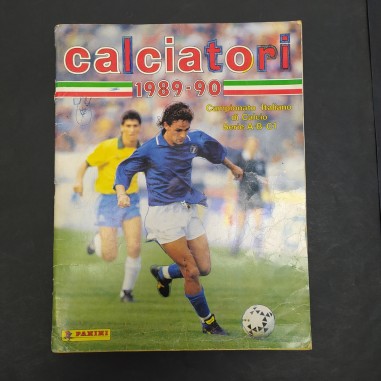 calciatori
1989-90
Campionato Italiano
di Calcio
Serie A-B-C1
PANINI